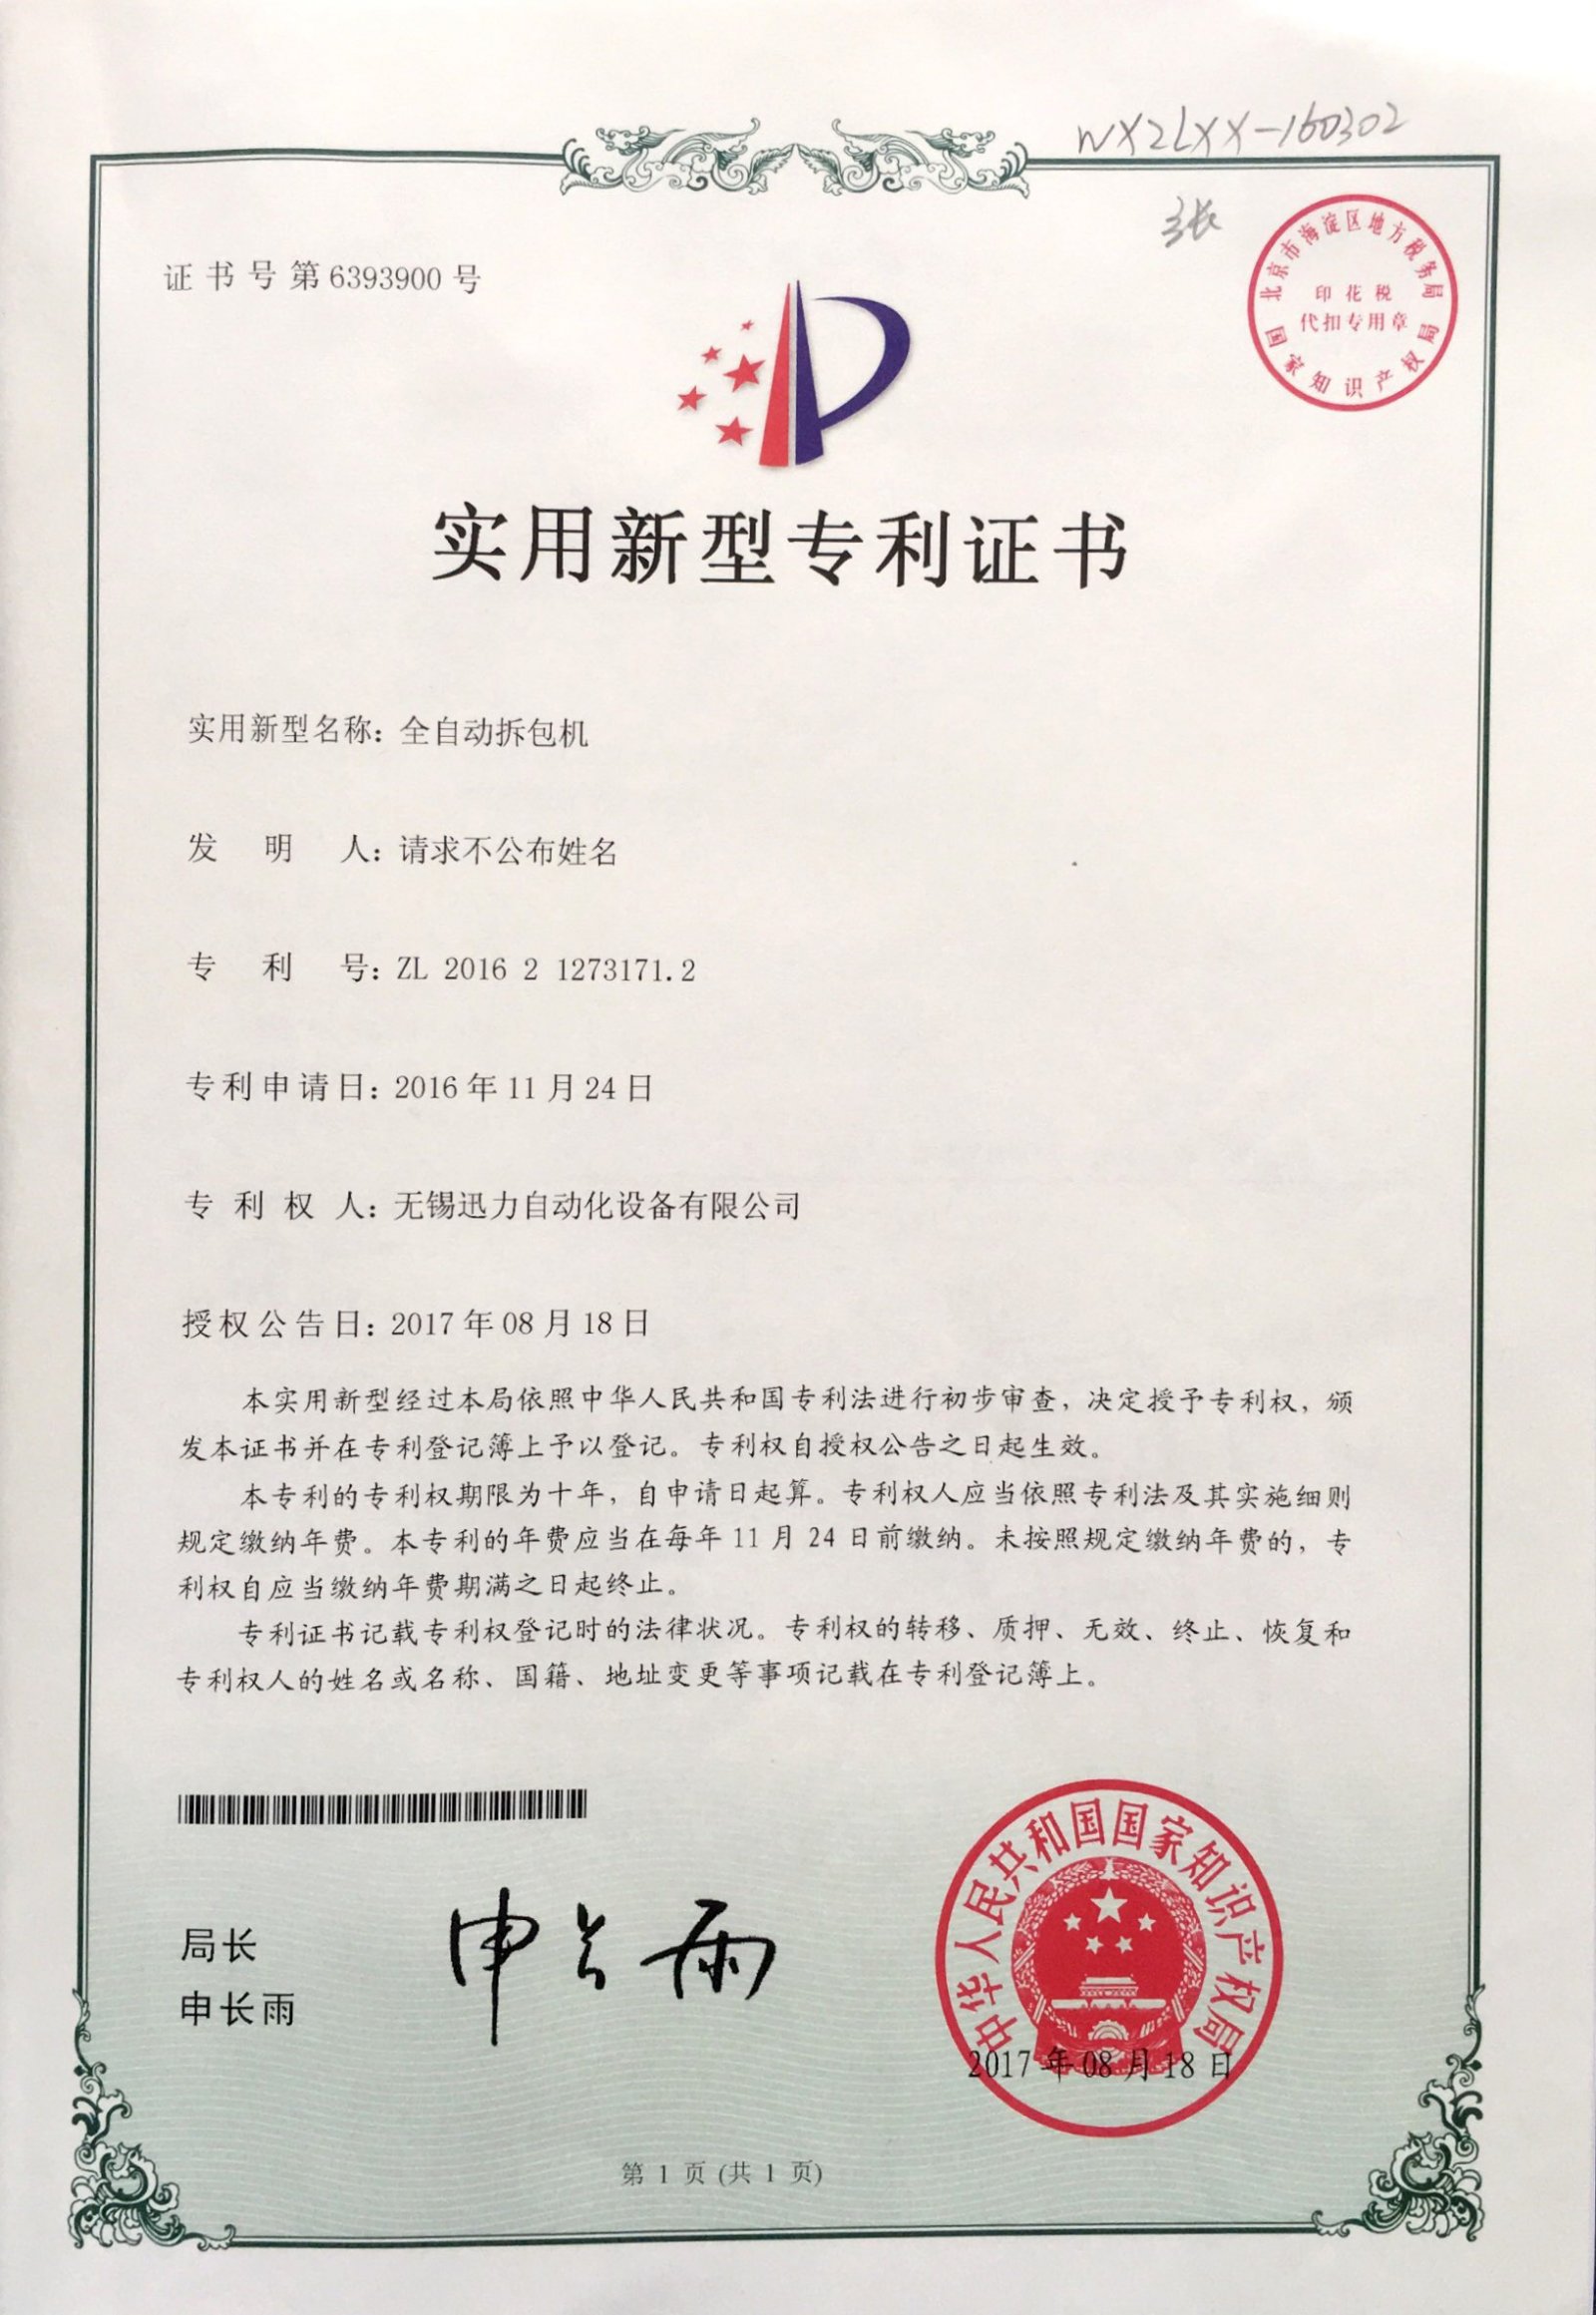 WXZLXX-160302
张
证书号第6393900号
北京市海淀区地方税务局
印花税
代扣专用章
国家知识产权局
实用新型专利证书
实用新型名称：全自动拆包机
发明人：请求不公布姓名
专利号：ZL 2016 2 1273171.2
专利申请日：2016年11月24日
专利权人：无锡迅力自动化设备有限公司
授权公告日：2017年08月18日
本实用新型经过本局依照中华人民共和国专利法进行初步审查，决定授予专利权，颁
发本证书并在专利登记簿上予以登记。专利权自授权公告之日起生效。
本专利的专利权期限为十年，自申请日起算。专利权人应当依照专利法及其实施细则
规定缴纳年费。本专利的年费应当在每年11月24日前缴纳。未按照规定缴纳年费的，专
利权自应当缴纳年费期满之日起终止。
专利证书记载专利权登记时的法律状况。专利权的转移、质押、无效、终止、恢复和
专利权人的姓名或名称、国籍、地址变更等事项记载在专利登记簿上。
局长
申长雨
申长雨
中华人民共和国国家知识产权局
2017年08月18日
第1页(共1页)